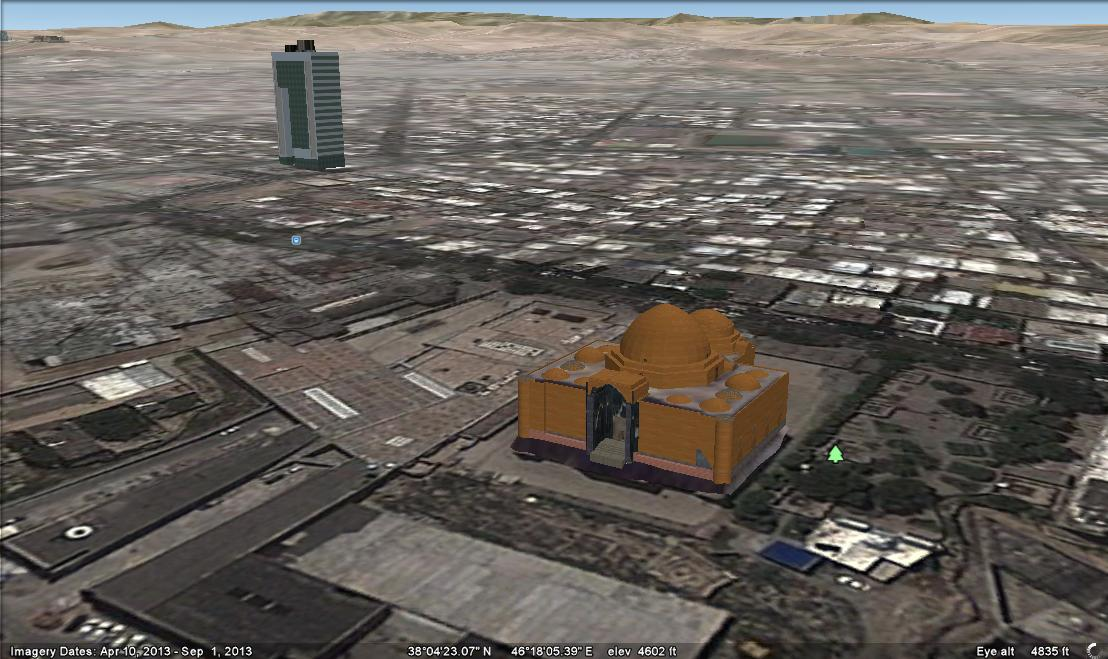 Imagery Dates: Apr 10, 2013 - Sep 1, 2013 38°04'23.07" N 46°18'05.39" E elev 4602 ft Eye alt 4835 ft